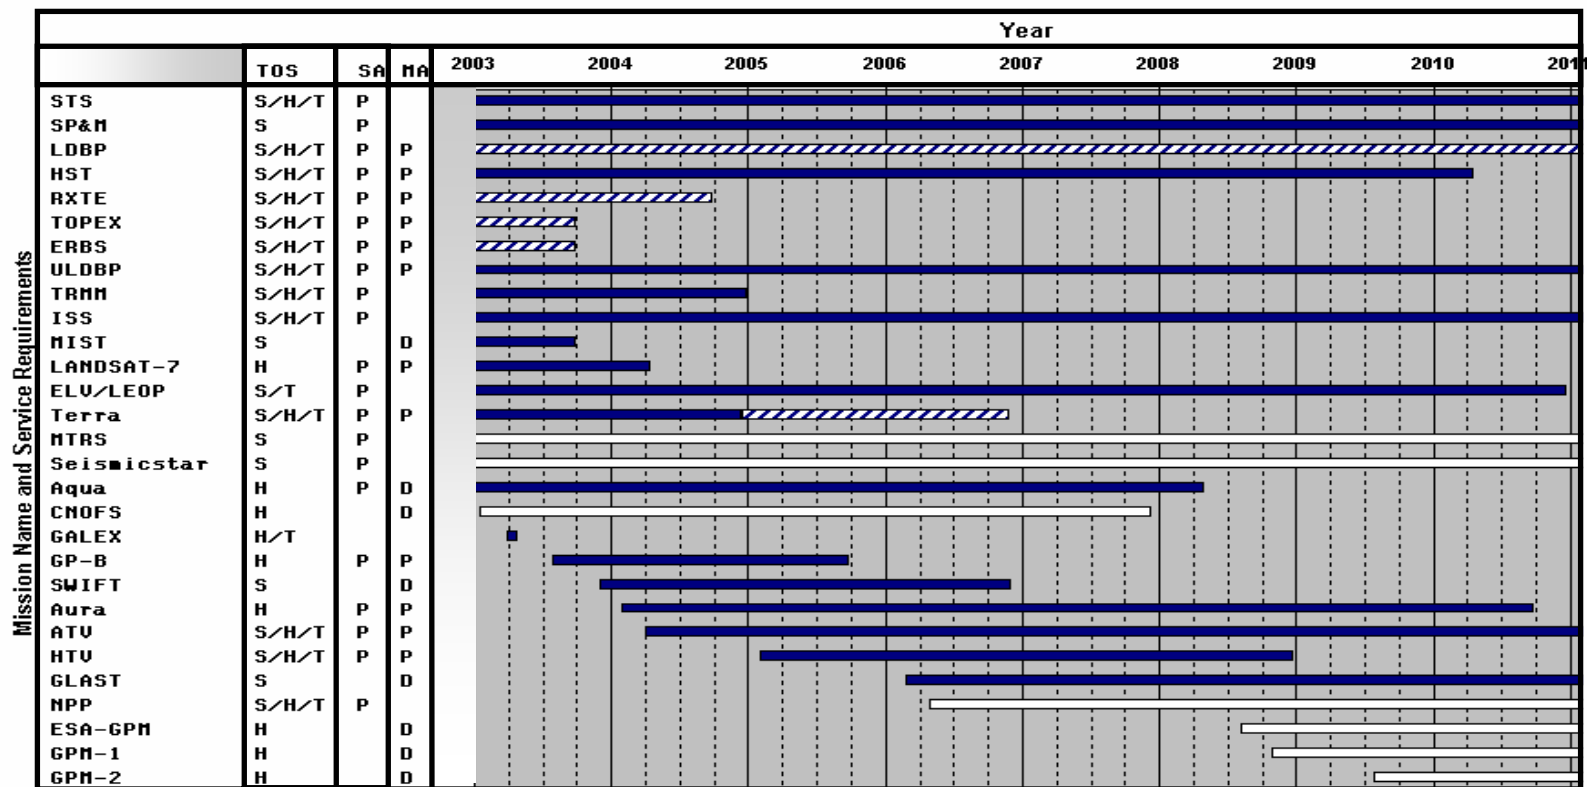 Year
TOS SA MA 2003 2004 2005 2006 2007 2008 2009 2010 2011
Mission Name and Service Requirements
STS S/H/T P
SP&M S P
LDBP S/H/T P P
HST S/H/T P P
RXTE S/H/T P P
TOPEX S/H/T P P
ERBS S/H/T P P
ULDBP S/H/T P P
TRMM S/H/T P
ISS S/H/T P
MIST S D
LANDSAT-7 H P P
ELV/LEOP S/T P
Terra S/H/T P P
MTRS S P
Seismicstar S P
Aqua H P D
CNOFS H D
GALEX H/T
GP-B H P P
SWIFT S D
Aura H P P
ATV S/H/T P P
HTV S/H/T P P
GLAST S D
NPP S/H/T P
ESA-GPM H D
GPM-1 H D
GPM-2 H D